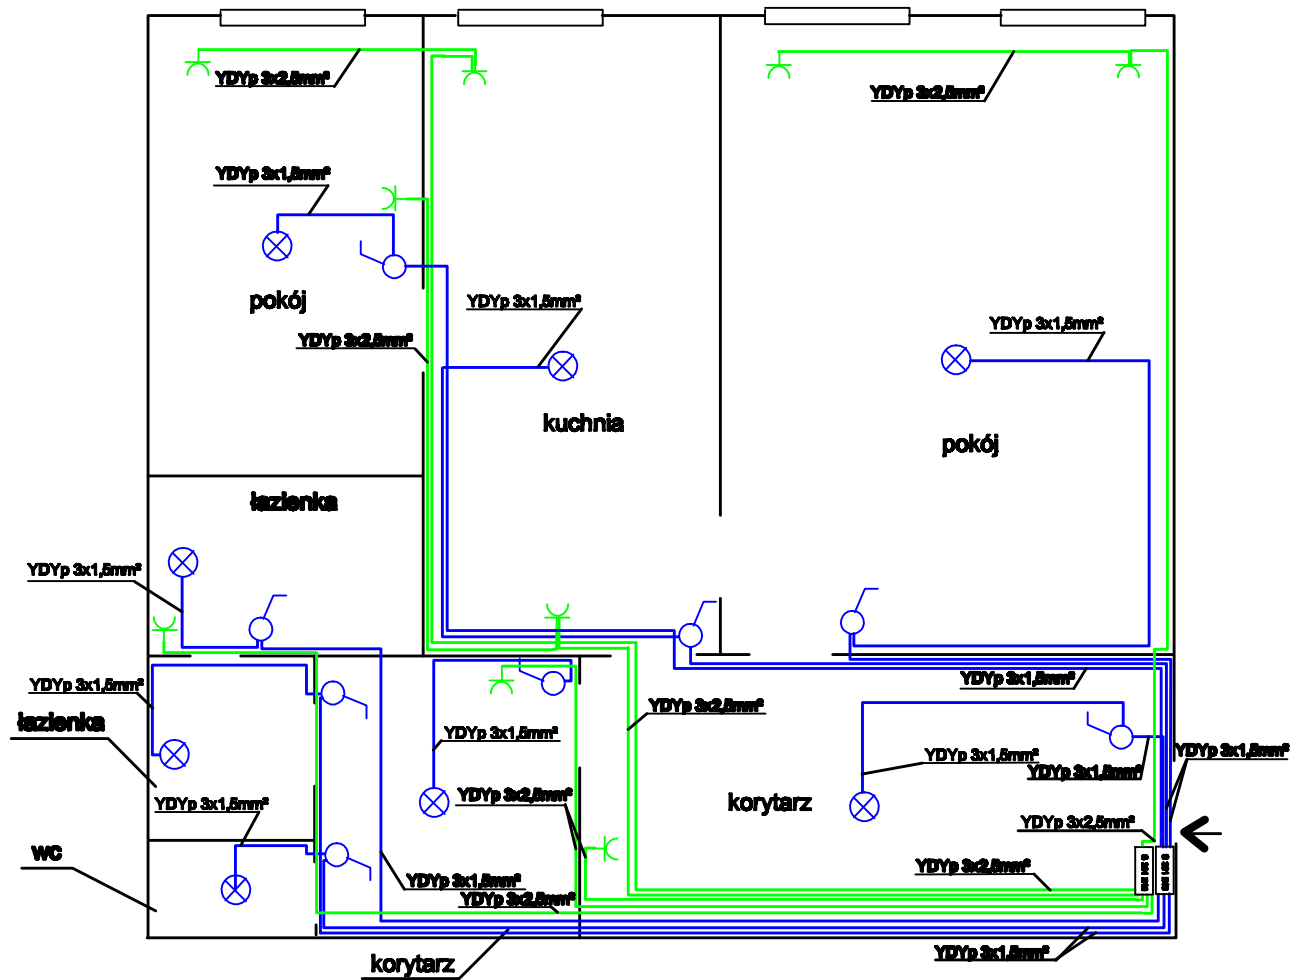 YDYp 3x2,5mm²
YDYp 3x2,5mm²
YDYp 3x1,5mm²
pokój
YDYp 3x1,5mm²
YDYp 3x1,5mm²
YDYp 3x2,5mm²
kuchnia
pokój
łazienka
YDYp 3x1,5mm²
YDYp 3x1,5mm²
YDYp 3x1,5mm²
łazienka
YDYp 3x2,5mm²
YDYp 3x1,5mm²
YDYp 3x1,5mm²
YDYp 3x1,5mm²
YDYp 3x1,5mm²
YDYp 3x2,5mm²
YDYp 3x1,5mm²
korytarz
YDYp 3x2,5mm²
wc
YDYp 3x2,5mm²
YDYp 3x1,5mm²
YDYp 3x2,5mm²
YDYp 3x1,5mm²
korytarz